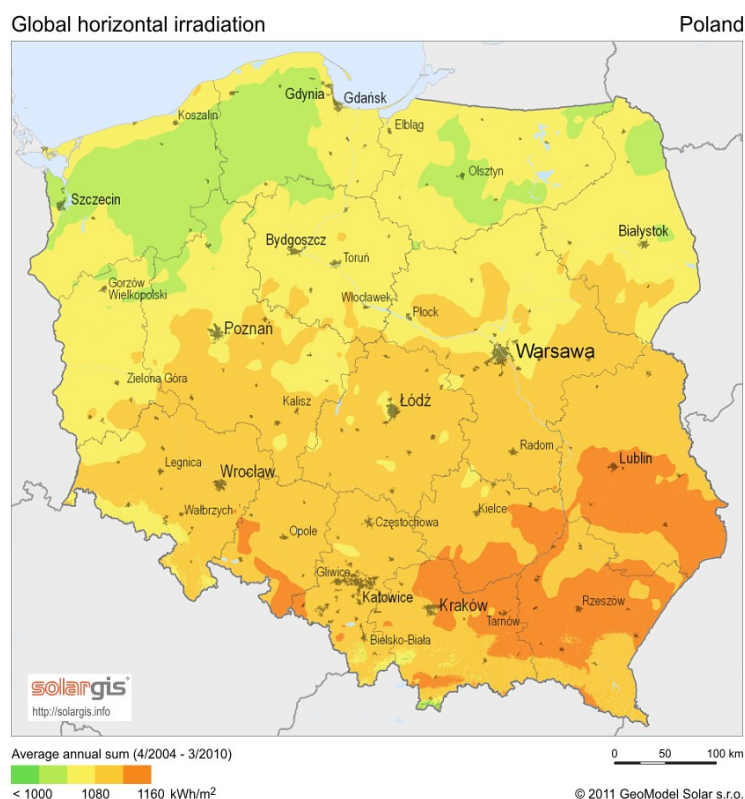 Global horizontal irradiation Poland
Gdynia
Gdańsk
Koszalin
Elbląg
Olsztyn
Szczecin
Białystok
Bydgoszcz
Toruń
Gorzów
Wielkopolski
Włocławek
Płock
Poznań
Warsawa
Zielona Góra
Kalisz
Łódź
Radom
Lublin
Legnica
Wrocław
Wałbrzych
Kielce
Opole
Częstochowa
Gliwice
Katowice
Kraków
Rzeszów
Tarnów
Bielsko-Biała
solargis
http://solargis.info
Average annual sum (4/2004 - 3/2010)
0 50 100 km
< 1000 1080 1160 kWh/m²
© 2011 GeoModel Solar s.r.o.